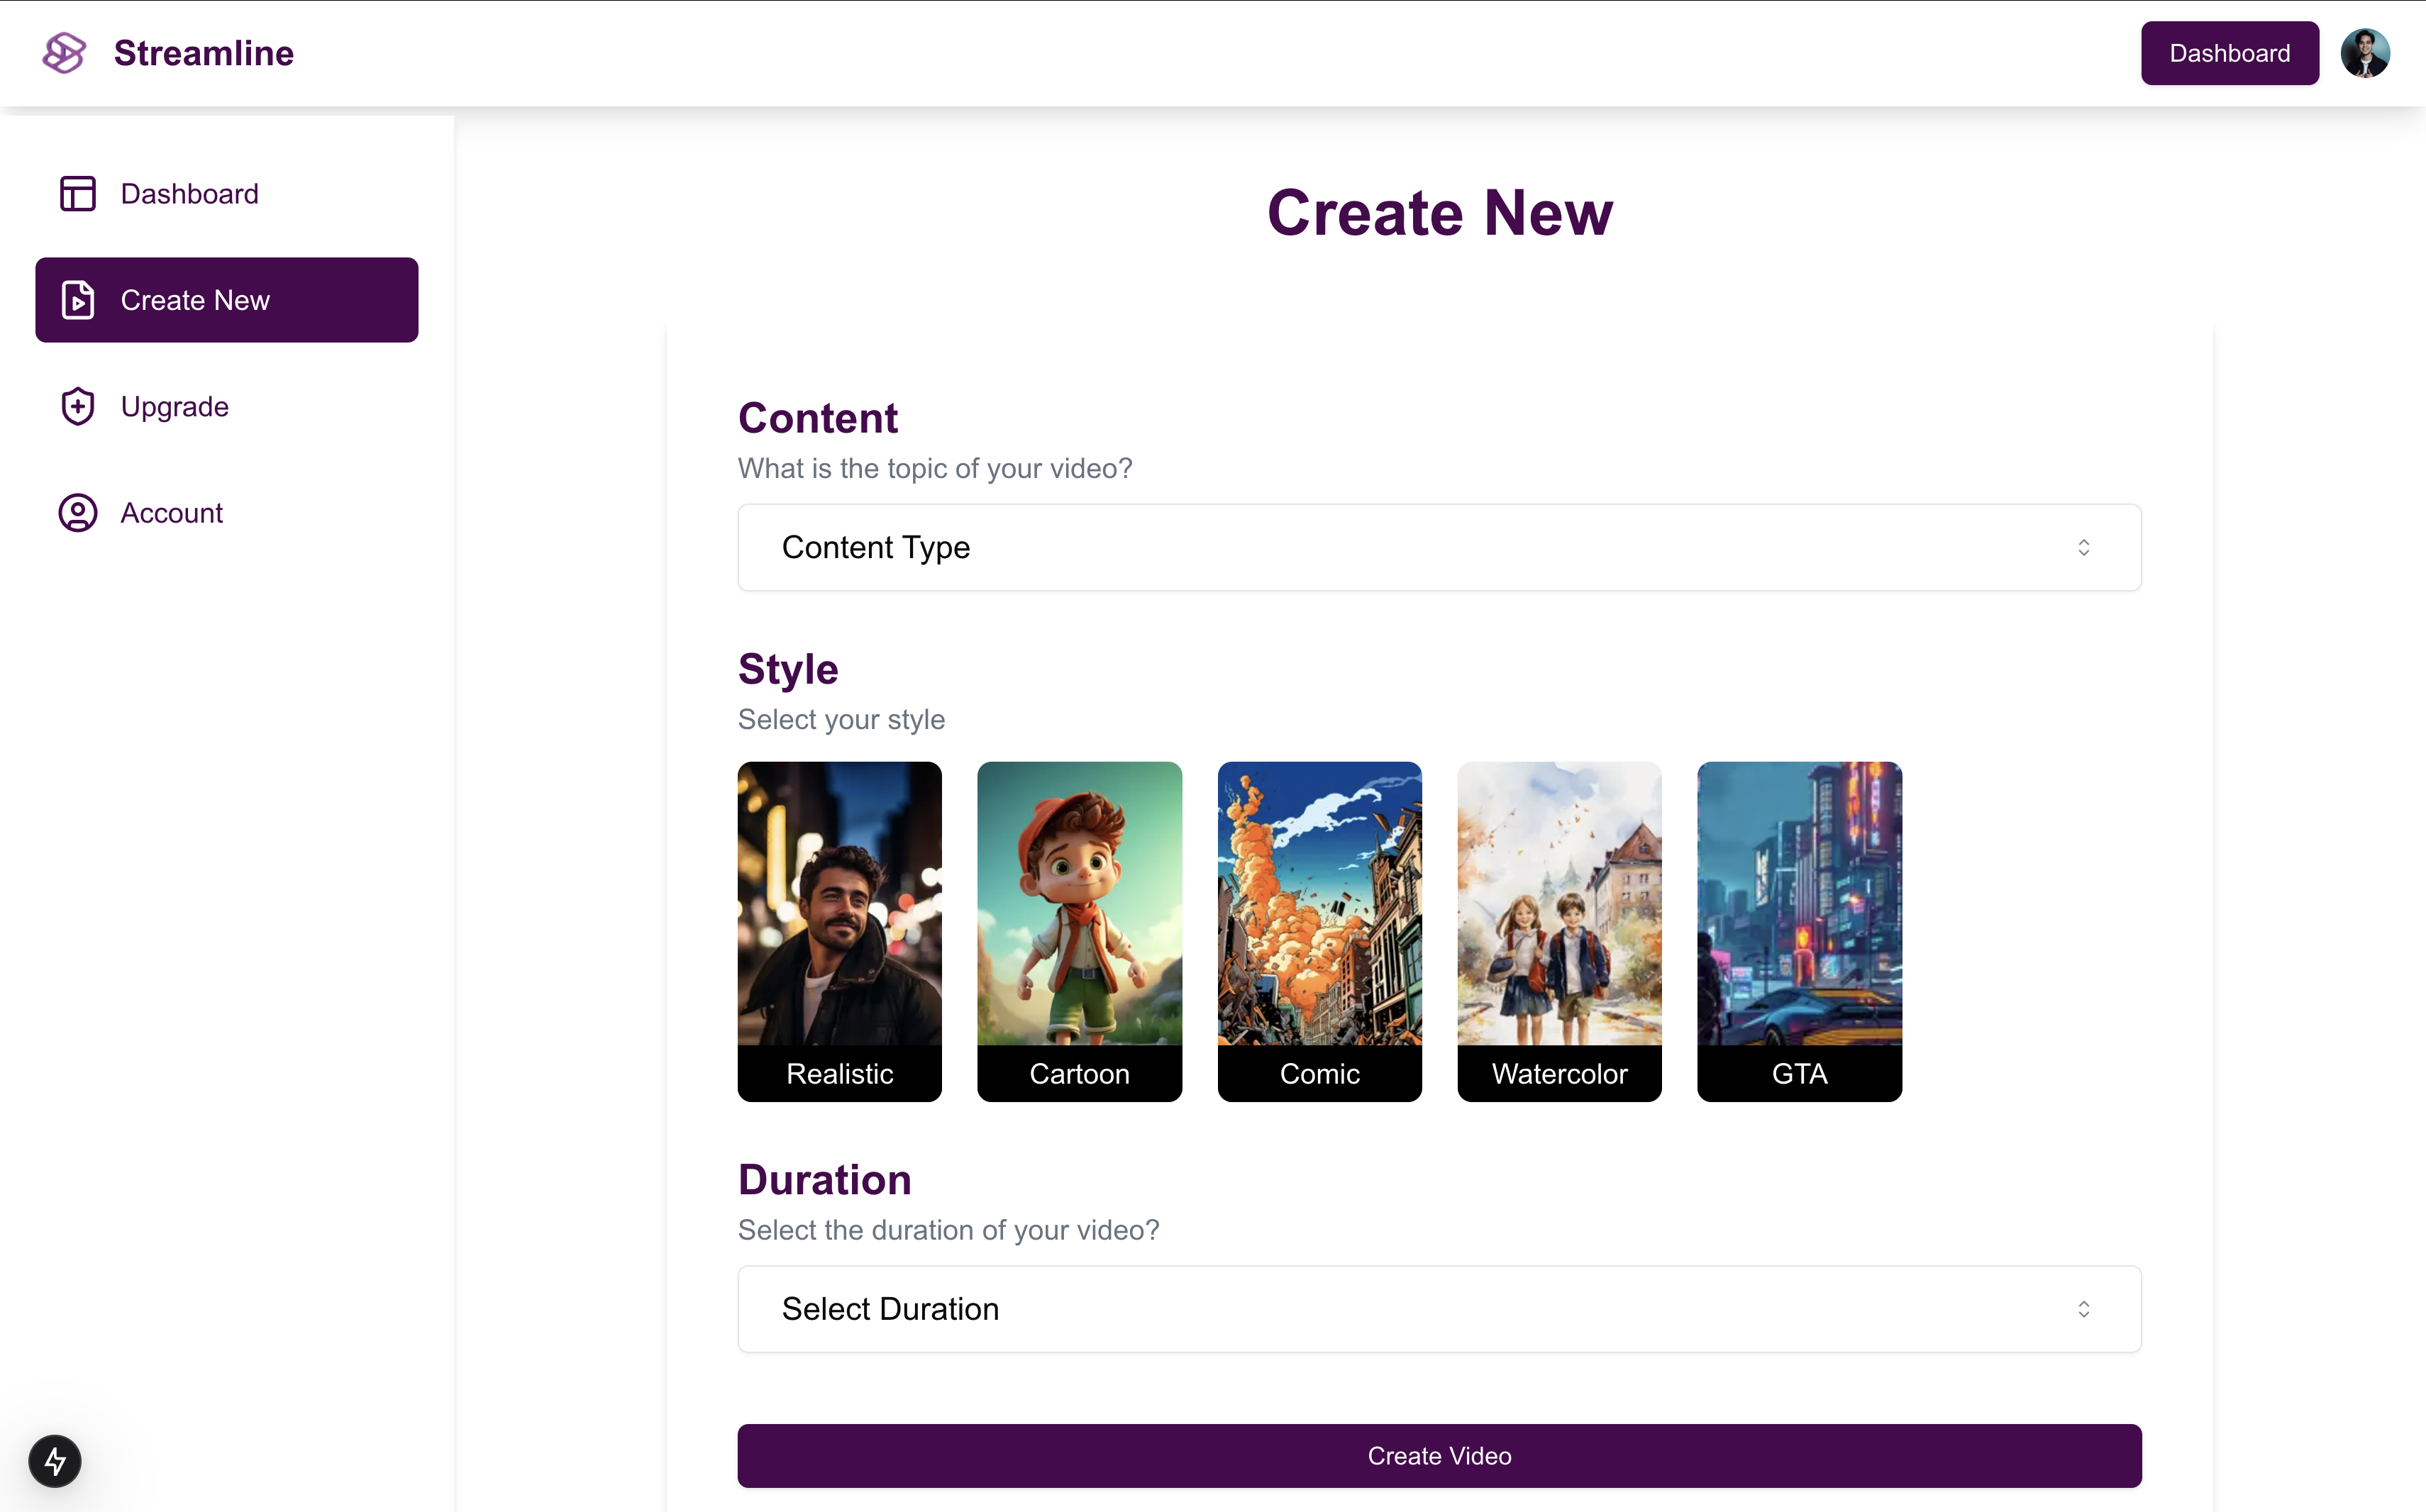 Streamline
Dashboard
Dashboard
Create New
Upgrade
Account
Create New
Content
What is the topic of your video?
Content Type
Style
Select your style
Realistic
Cartoon
Comic
Watercolor
GTA
Duration
Select the duration of your video?
Select Duration
Create Video